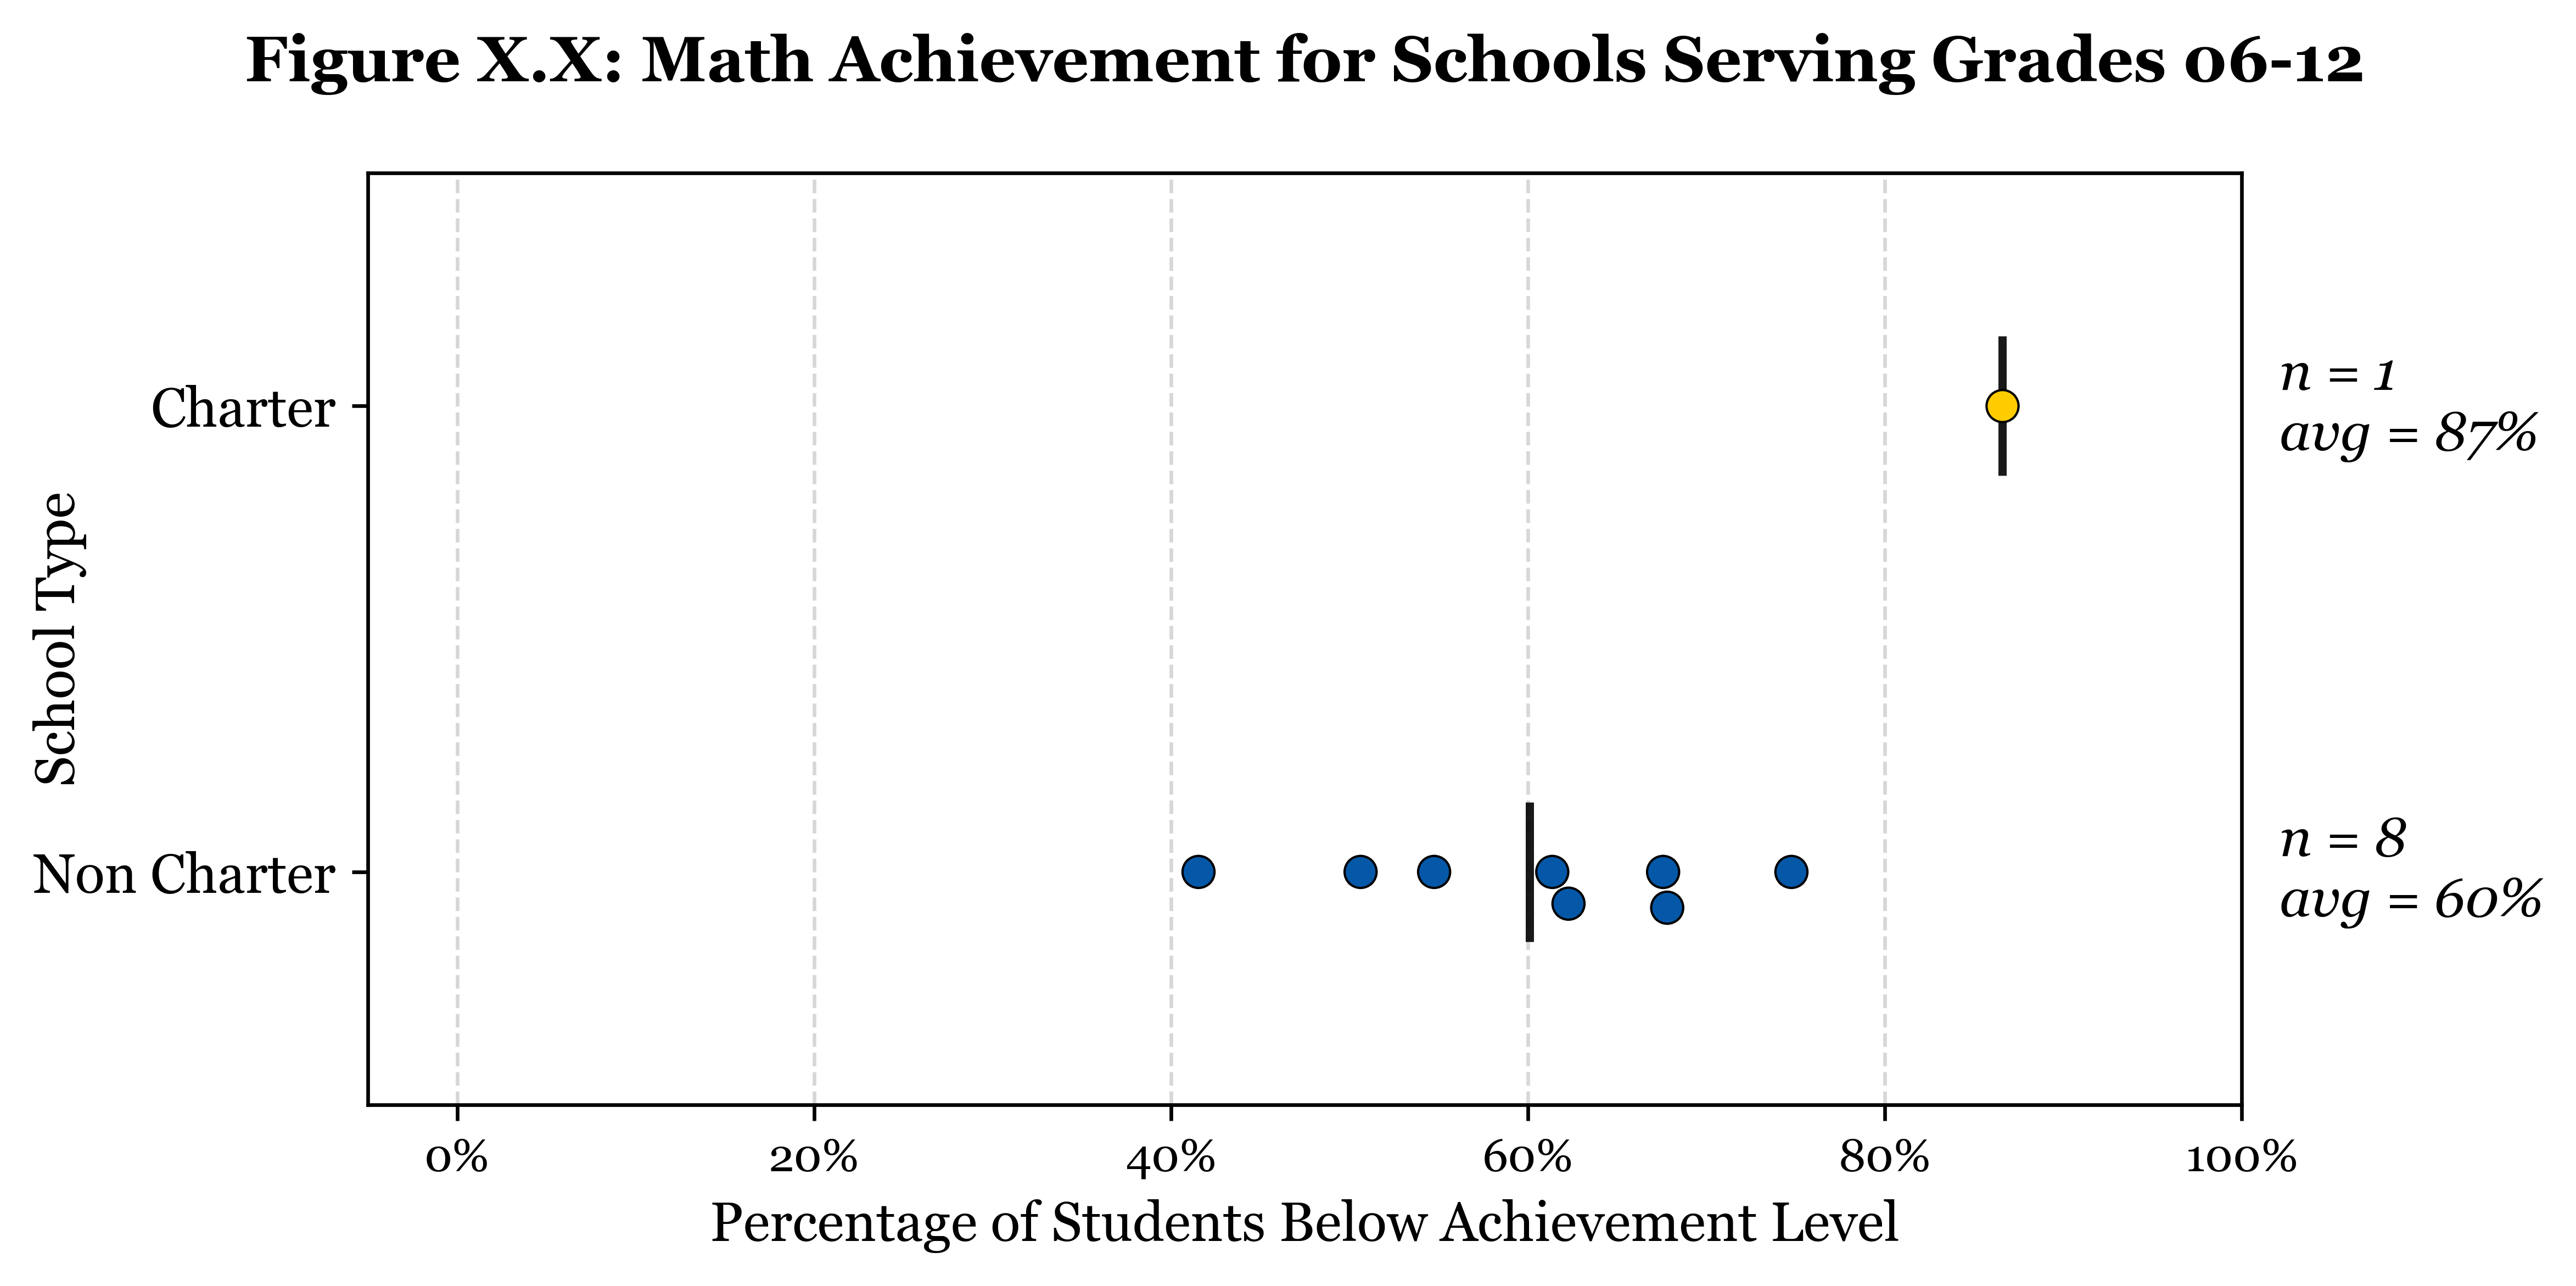 Figure X.X: Math Achievement for Schools Serving Grades 06-12
School Type
Charter
n = 1
avg = 87%
Non Charter
n = 8
avg = 60%
0% 20% 40% 60% 80% 100%
Percentage of Students Below Achievement Level